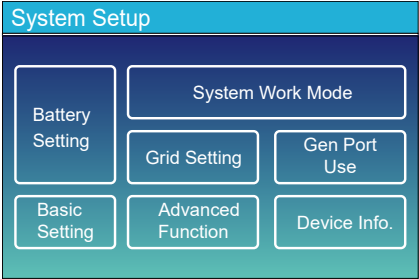 System Setup
System Work Mode
Battery
Setting
Grid Setting
Gen Port
Use
Basic
Setting
Advanced
Function
Device Info.